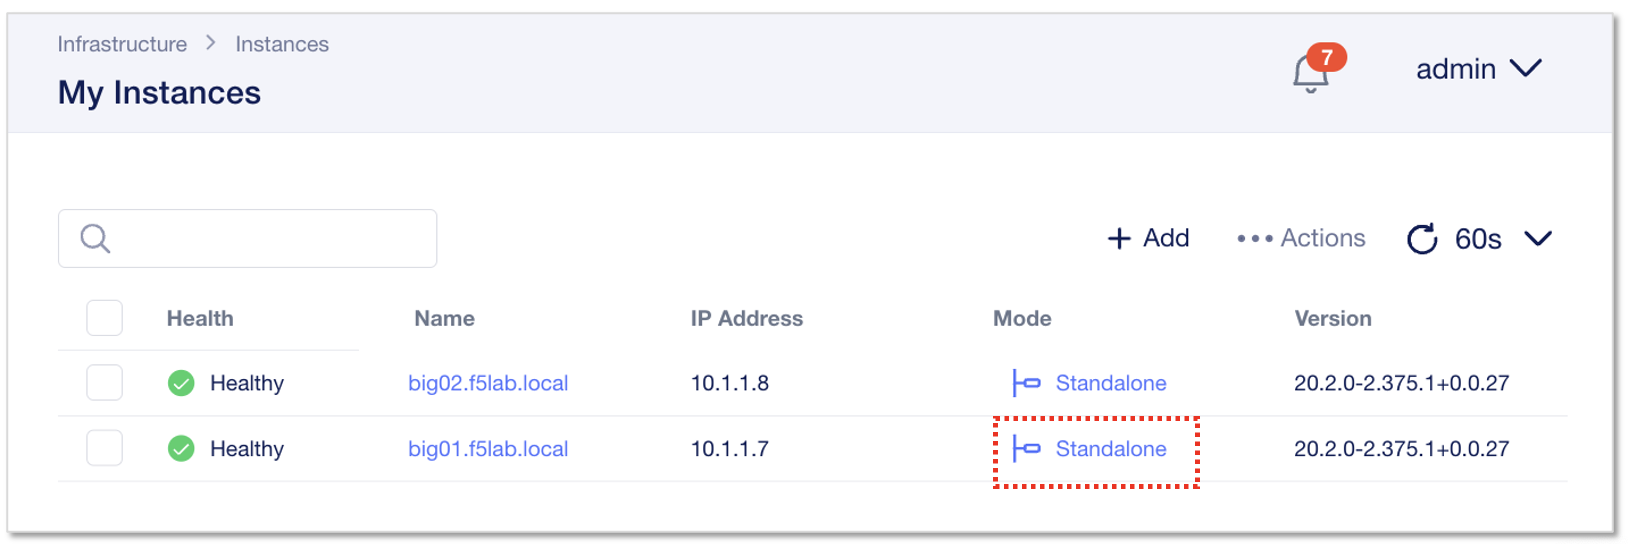 Infrastructure > Instances
My Instances
7
admin
+ Add ••• Actions 60s
Health Name IP Address Mode Version
Healthy big02.f5lab.local 10.1.1.8 Standalone 20.2.0-2.375.1+0.0.27
Healthy big01.f5lab.local 10.1.1.7 Standalone 20.2.0-2.375.1+0.0.27